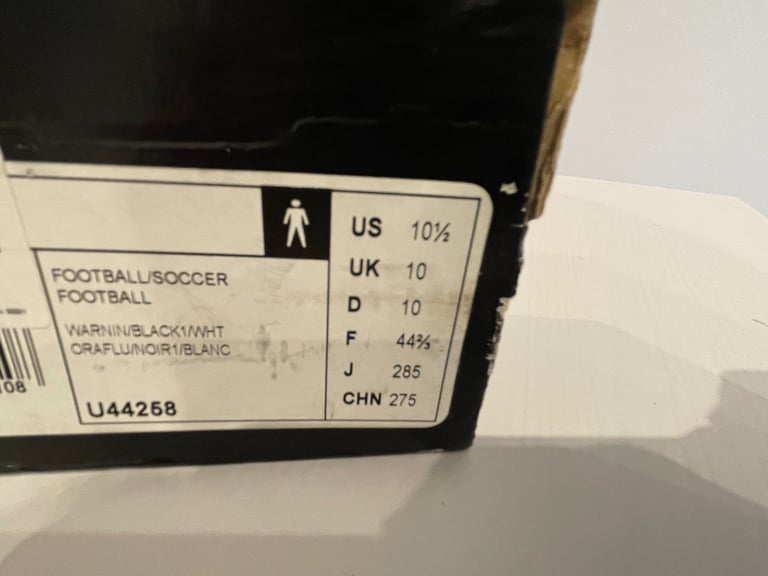 FOOTBALL/SOCCER
FOOTBALL
WARNIN/BLACK1/WHT
ORAFLU/NOIR1/BLANC
U44258
US 10½
UK 10
D 10
F 44⅔
J 285
CHN 275
08